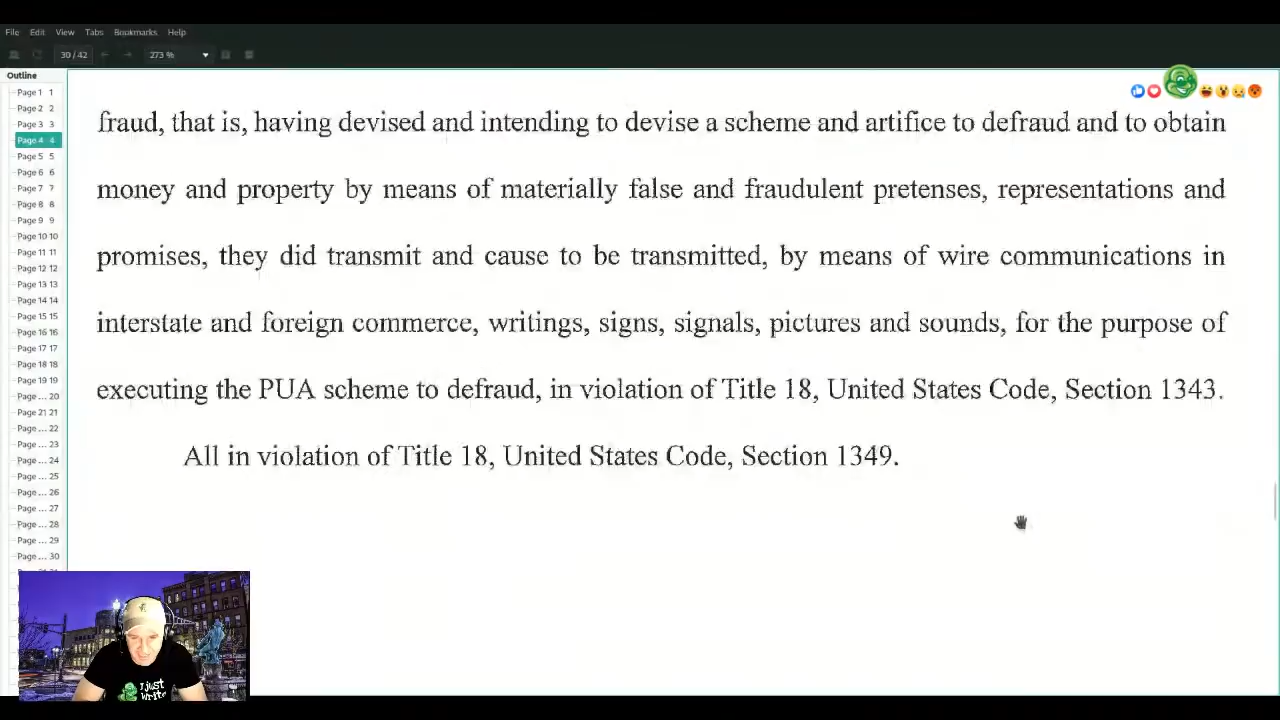 File Edit View Tabs Bookmarks Help
30 / 42 273 %
Outline
Page 1 1
Page 2 2
Page 3 3
Page 4 4
Page 5 5
Page 6 6
Page 7 7
Page 8 8
Page 9 9
Page 10 10
Page 11 11
Page 12 12
Page 13 13
Page 14 14
Page 15 15
Page 16 16
Page 17 17
Page 18 18
Page 19 19
Page ... 20
Page 21 21
Page ... 22
Page ... 23
Page ... 24
Page ... 25
Page ... 26
Page ... 27
Page ... 28
Page ... 29
Page ... 30
fraud, that is, having devised and intending to devise a scheme and artifice to defraud and to obtain
money and property by means of materially false and fraudulent pretenses, representations and
promises, they did transmit and cause to be transmitted, by means of wire communications in
interstate and foreign commerce, writings, signs, signals, pictures and sounds, for the purpose of
executing the PUA scheme to defraud, in violation of Title 18, United States Code, Section 1343.
All in violation of Title 18, United States Code, Section 1349.
I just
write